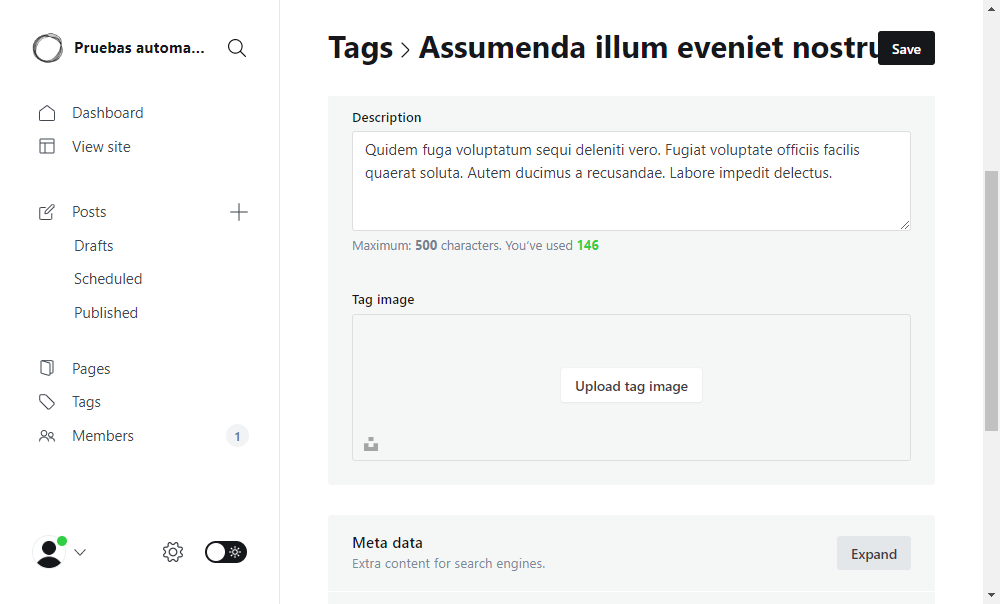 Pruebas automa...
Dashboard
View site
Posts
Drafts
Scheduled
Published
Pages
Tags
Members
1
Tags
Assumenda illum eveniet
Save
Description
Quidem fuga voluptatum sequi deleniti vero. Fugiat voluptate officiis facilis
quaerat soluta. Autem ducimus a recusandae. Labore impedit delectus.
Maximum: 500 characters. You've used 146
Tag image
Upload tag image
Meta data
Extra content for search engines.
Expand